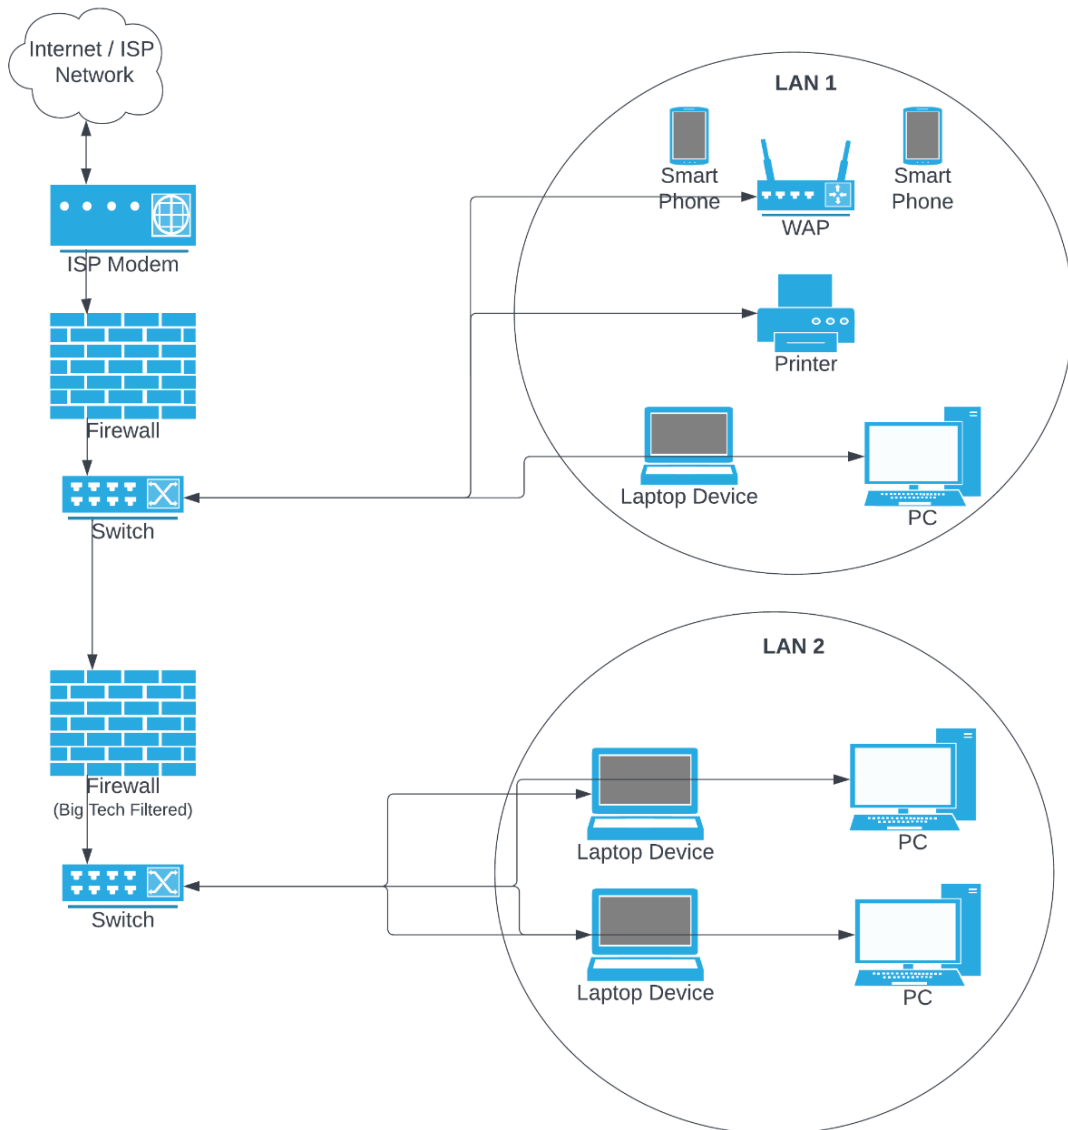 Internet / ISP
Network
ISP Modem
Firewall
Switch
Firewall
(Big Tech Filtered)
Switch
LAN 1
Smart
Phone
WAP
Smart
Phone
Printer
Laptop Device
PC
LAN 2
Laptop Device
PC
Laptop Device
PC